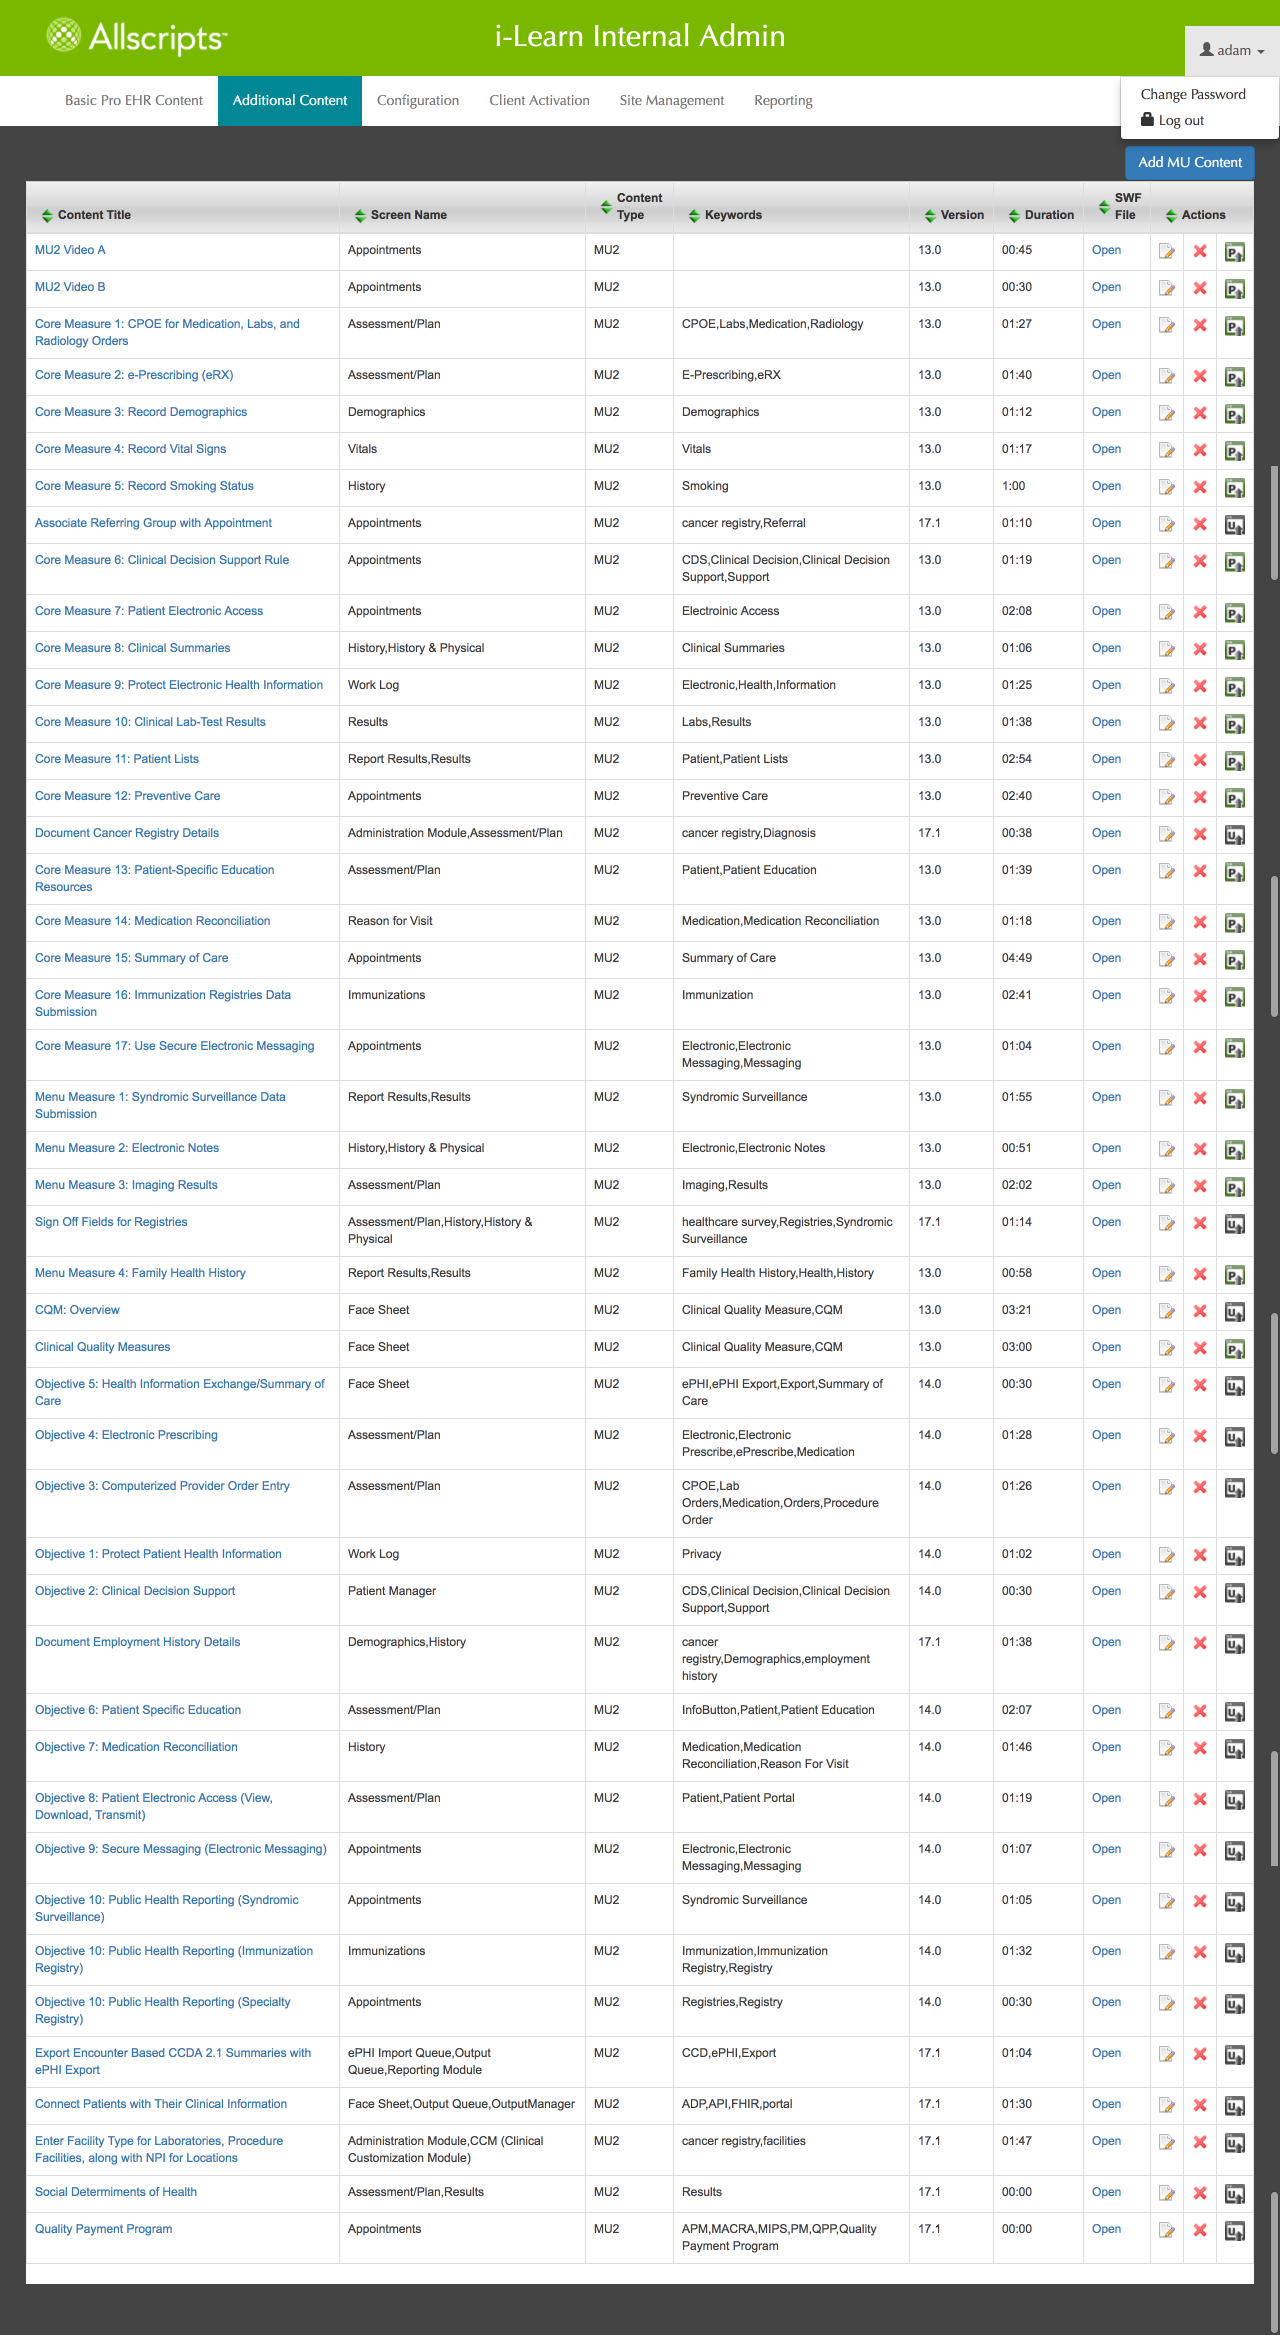 Allscripts
i-Learn Internal Admin
adam
Basic Pro EHR Content Additional Content Configuration Client Activation Site Management Reporting
Change Password
Log out
Add MU Content
Content Title Screen Name Content Type Keywords Version Duration SWF File Actions
MU2 Video A Appointments MU2 13.0 00:45 Open
MU2 Video B Appointments MU2 13.0 00:30 Open
Core Measure 1: CPOE for Medication, Labs, and Assessment/Plan MU2 CPOE,Labs,Medication,Radiology 13.0 01:27 Open
Radiology Orders
Core Measure 2: e-Prescribing (eRX) Assessment/Plan MU2 E-Prescribing,eRX 13.0 01:40 Open
Core Measure 3: Record Demographics Demographics MU2 Demographics 13.0 01:12 Open
Core Measure 4: Record Vital Signs Vitals MU2 Vitals 13.0 01:17 Open
Core Measure 5: Record Smoking Status History MU2 Smoking 13.0 1:00 Open
Associate Referring Group with Appointment Appointments MU2 cancer registry,Referral 17.1 01:10 Open
Core Measure 6: Clinical Decision Support Rule Appointments MU2 CDS,Clinical Decision,Clinical Decision 13.0 01:19 Open
Support,Support
Core Measure 7: Patient Electronic Access Appointments MU2 Electroinic Access 13.0 02:08 Open
Core Measure 8: Clinical Summaries History,History & Physical MU2 Clinical Summaries 13.0 01:06 Open
Core Measure 9: Protect Electronic Health Information Work Log MU2 Electronic,Health,Information 13.0 01:25 Open
Core Measure 10: Clinical Lab-Test Results Results MU2 Labs,Results 13.0 01:38 Open
Core Measure 11: Patient Lists Report Results,Results MU2 Patient,Patient Lists 13.0 02:54 Open
Core Measure 12: Preventive Care Appointments MU2 Preventive Care 13.0 02:40 Open
Document Cancer Registry Details Administration Module,Assessment/Plan MU2 cancer registry,Diagnosis 17.1 00:38 Open
Core Measure 13: Patient-Specific Education Assessment/Plan MU2 Patient,Patient Education 13.0 01:39 Open
Resources
Core Measure 14: Medication Reconciliation Reason for Visit MU2 Medication,Medication Reconciliation 13.0 01:18 Open
Core Measure 15: Summary of Care Appointments MU2 Summary of Care 13.0 04:49 Open
Core Measure 16: Immunization Registries Data Immunizations MU2 Immunization 13.0 02:41 Open
Submission
Core Measure 17: Use Secure Electronic Messaging Appointments MU2 Electronic,Electronic 13.0 01:04 Open
Messaging,Messaging
Menu Measure 1: Syndromic Surveillance Data Report Results,Results MU2 Syndromic Surveillance 13.0 01:55 Open
Submission
Menu Measure 2: Electronic Notes History,History & Physical MU2 Electronic,Electronic Notes 13.0 00:51 Open
Menu Measure 3: Imaging Results Assessment/Plan MU2 Imaging,Results 13.0 02:02 Open
Sign Off Fields for Registries Assessment/Plan,History,History & MU2 healthcare survey,Registries,Syndromic 17.1 01:14 Open
Physical Surveillance
Menu Measure 4: Family Health History Report Results,Results MU2 Family Health History,Health,History 13.0 00:58 Open
CQM: Overview Face Sheet MU2 Clinical Quality Measure,CQM 13.0 03:21 Open
Clinical Quality Measures Face Sheet MU2 Clinical Quality Measure,CQM 13.0 03:00 Open
Objective 5: Health Information Exchange/Summary of Face Sheet MU2 ePHI,ePHI Export,Export,Summary of 14.0 00:30 Open
Care Care
Objective 4: Electronic Prescribing Assessment/Plan MU2 Electronic,Electronic 14.0 01:28 Open
Prescribe,ePrescribe,Medication
Objective 3: Computerized Provider Order Entry Assessment/Plan MU2 CPOE,Lab 14.0 01:26 Open
Orders,Medication,Orders,Procedure
Order
Objective 1: Protect Patient Health Information Work Log MU2 Privacy 14.0 01:02 Open
Objective 2: Clinical Decision Support Patient Manager MU2 CDS,Clinical Decision,Clinical Decision 14.0 00:30 Open
Support,Support
Document Employment History Details Demographics,History MU2 cancer 17.1 01:38 Open
registry,Demographics,employment
history
Objective 6: Patient Specific Education Assessment/Plan MU2 InfoButton,Patient,Patient Education 14.0 02:07 Open
Objective 7: Medication Reconciliation History MU2 Medication,Medication 14.0 01:46 Open
Reconciliation,Reason For Visit
Objective 8: Patient Electronic Access (View, Assessment/Plan MU2 Patient,Patient Portal 14.0 01:19 Open
Download, Transmit)
Objective 9: Secure Messaging (Electronic Messaging) Appointments MU2 Electronic,Electronic 14.0 01:07 Open
Messaging,Messaging
Objective 10: Public Health Reporting (Syndromic Appointments MU2 Syndromic Surveillance 14.0 01:05 Open
Surveillance)
Objective 10: Public Health Reporting (Immunization Immunizations MU2 Immunization,Immunization 14.0 01:32 Open
Registry) Registry,Registry
Objective 10: Public Health Reporting (Specialty Appointments MU2 Registries,Registry 14.0 00:30 Open
Registry)
Export Encounter Based CCDA 2.1 Summaries with ePHI Import Queue,Output MU2 CCD,ePHI,Export 17.1 01:04 Open
ePHI Export Queue,Reporting Module
Connect Patients with Their Clinical Information Face Sheet,Output Queue,OutputManager MU2 ADP,API,FHIR,portal 17.1 01:30 Open
Enter Facility Type for Laboratories, Procedure Administration Module,CCM (Clinical MU2 cancer registry,facilities 17.1 01:47 Open
Facilities, along with NPI for Locations Customization Module)
Social Determiments of Health Assessment/Plan,Results MU2 Results 17.1 00:00 Open
Quality Payment Program Appointments MU2 APM,MACRA,MIPS,PM,QPP,Quality 17.1 00:00 Open
Payment Program